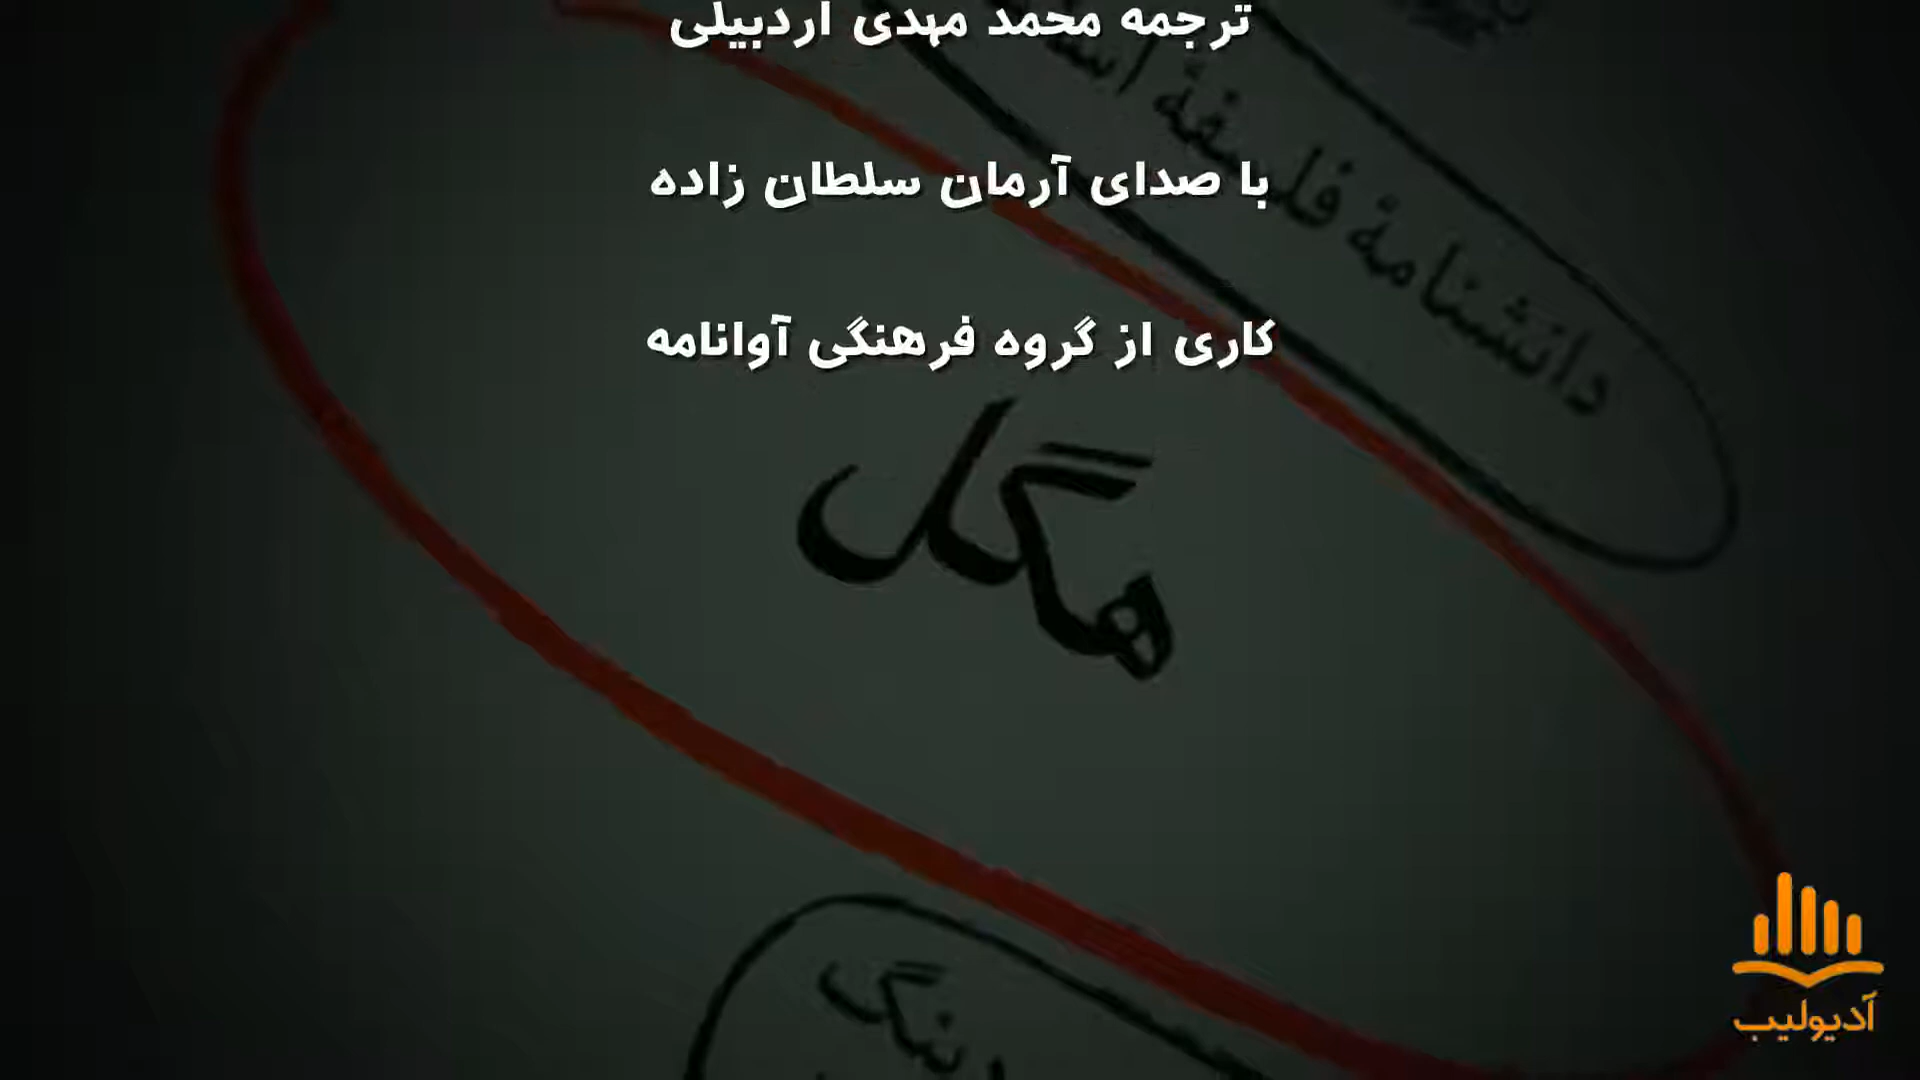 ترجمه محمد مهدی اردبیلی
با صدای آرمان سلطان زاده
کاری از گروه فرهنگی آوانامه
دانشنامهٔ فلسفهٔ
هگل
آدیولیب